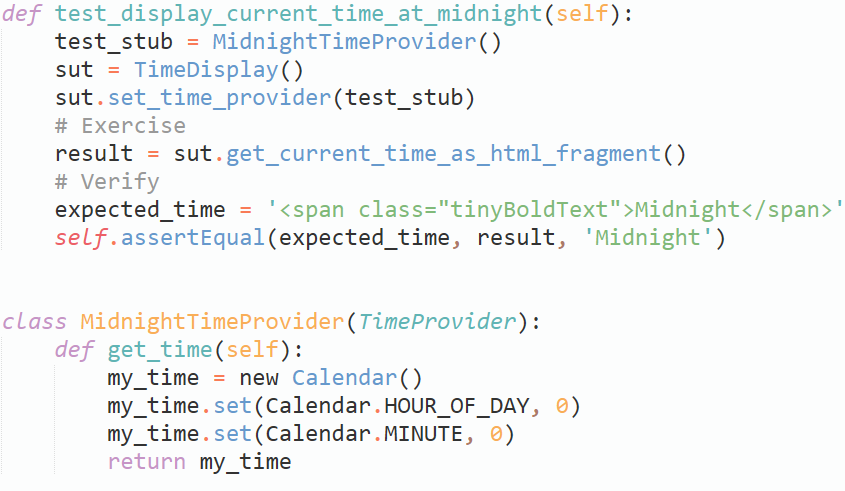 def test_display_current_time_at_midnight(self):
    test_stub = MidnightTimeProvider()
    sut = TimeDisplay()
    sut.set_time_provider(test_stub)
    # Exercise
    result = sut.get_current_time_as_html_fragment()
    # Verify
    expected_time = '<span class="tinyBoldText">Midnight</span>'
    self.assertEqual(expected_time, result, 'Midnight')
class MidnightTimeProvider(TimeProvider):
    def get_time(self):
        my_time = new Calendar()
        my_time.set(Calendar.HOUR_OF_DAY, 0)
        my_time.set(Calendar.MINUTE, 0)
        return my_time